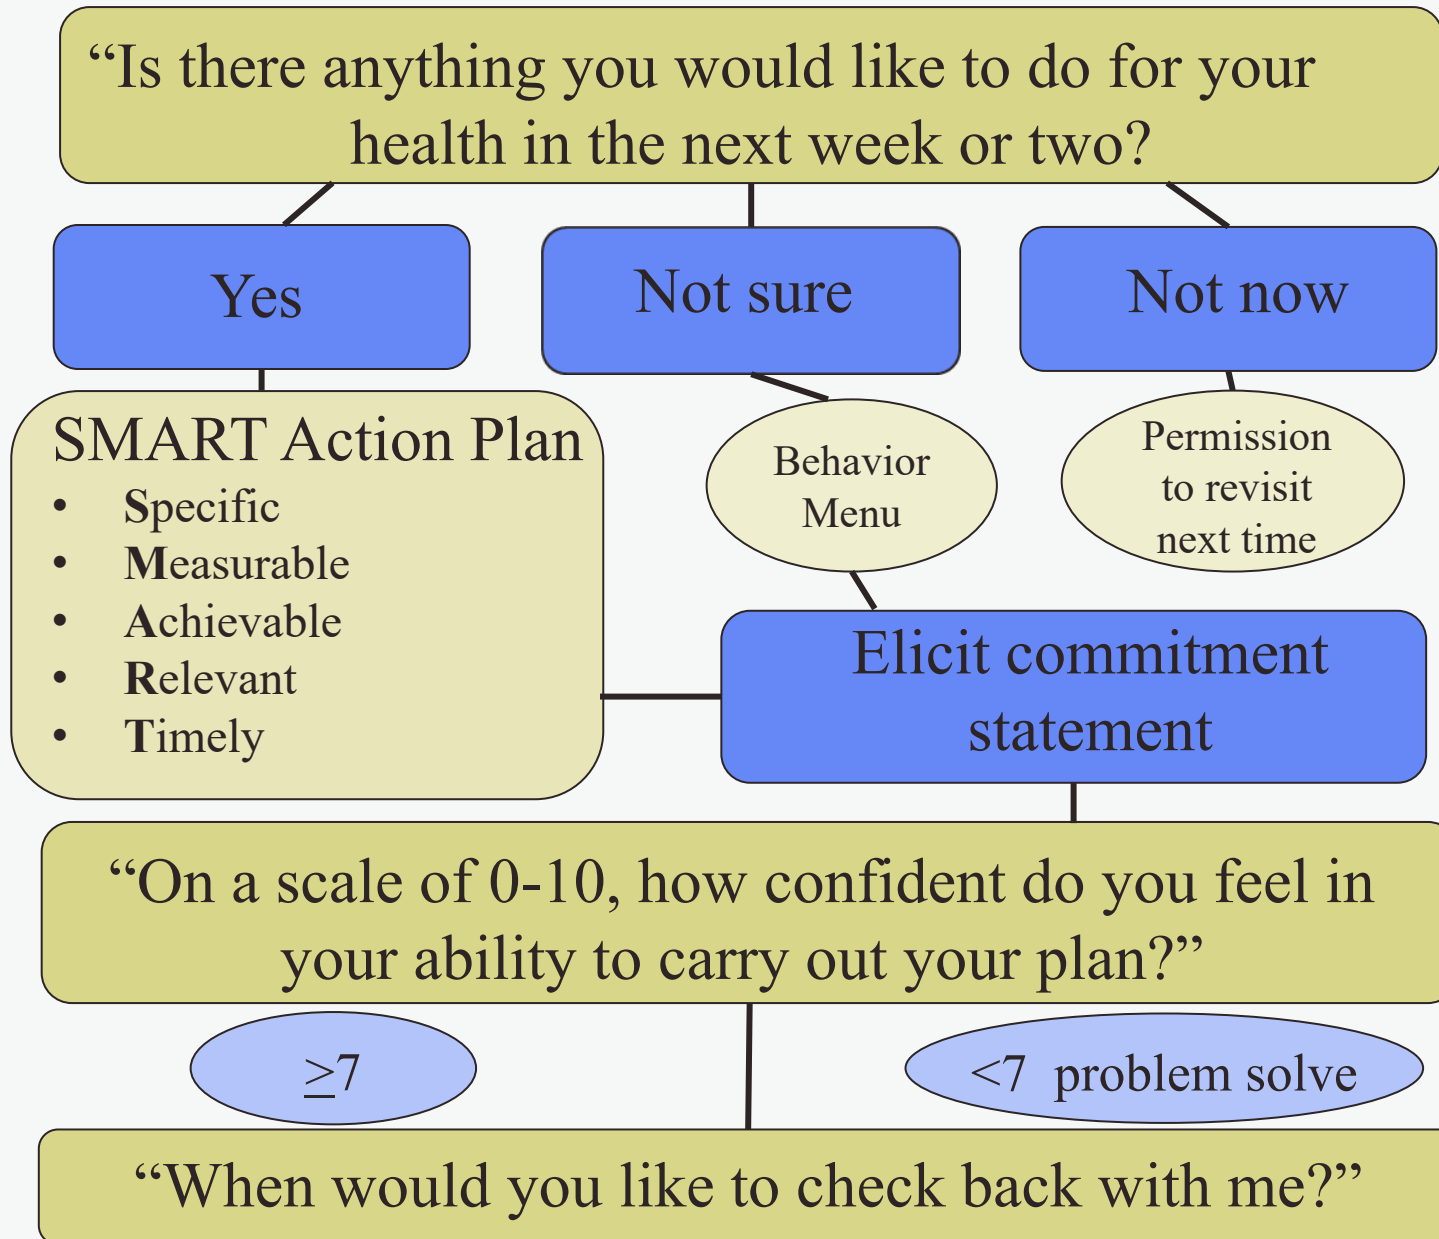 “Is there anything you would like to do for your
health in the next week or two?
Yes
Not sure
Not now
SMART Action Plan
• Specific
• Measurable
• Achievable
• Relevant
• Timely
Behavior
Menu
Permission
to revisit
next time
Elicit commitment
statement
“On a scale of 0-10, how confident do you feel in
your ability to carry out your plan?”
≥7
<7 problem solve
“When would you like to check back with me?”